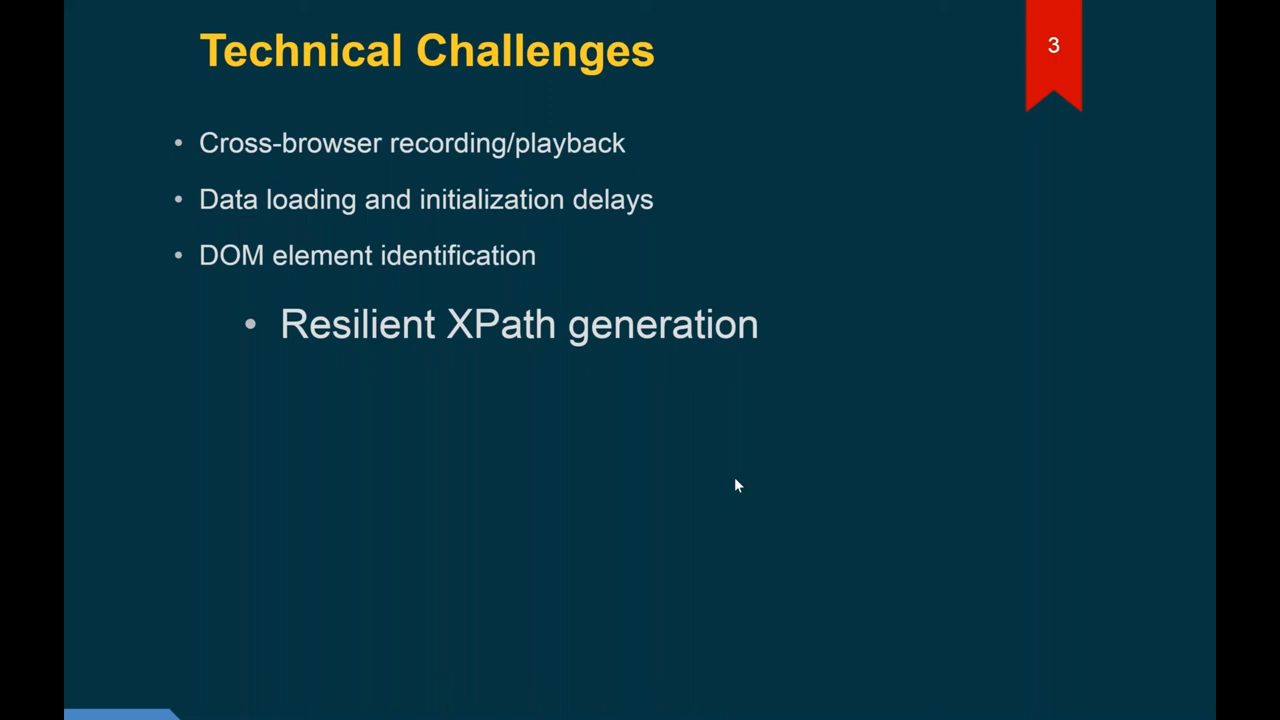 Technical Challenges
3
• Cross-browser recording/playback
• Data loading and initialization delays
• DOM element identification
• Resilient XPath generation